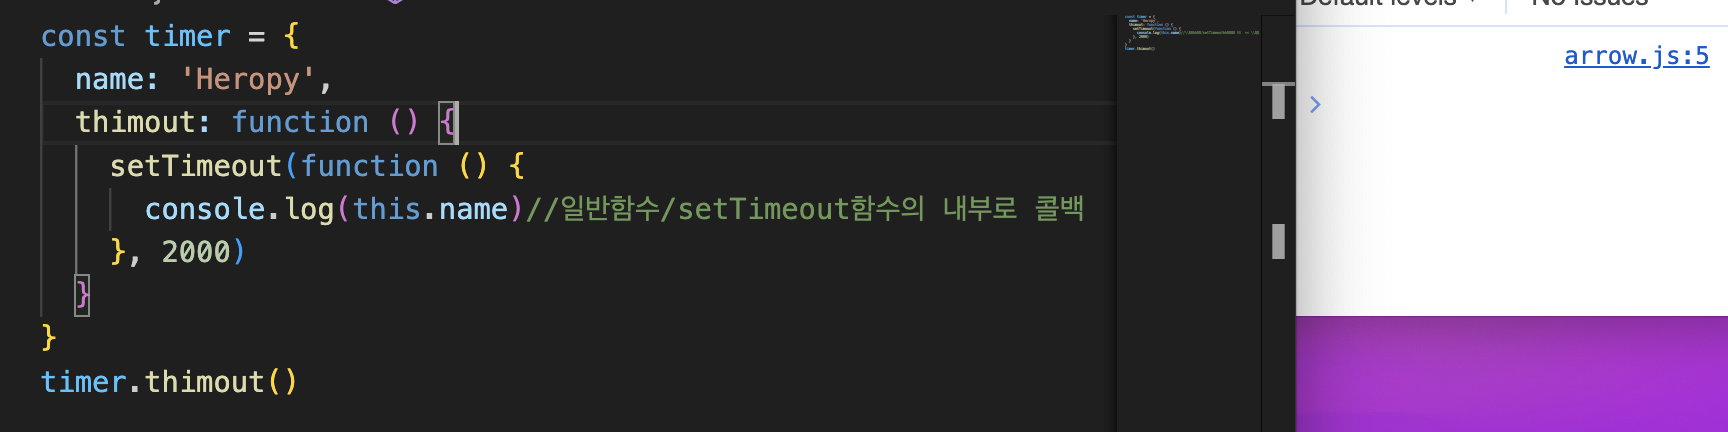 Default levels
No Issues
const timer = {
name: 'Heropy',
thimout: function () {
setTimeout(function () {
console.log(this.name)//일반함수/setTimeout함수의 내부로 콜백
}, 2000)
}
}
timer.thimout()
arrow.js:5